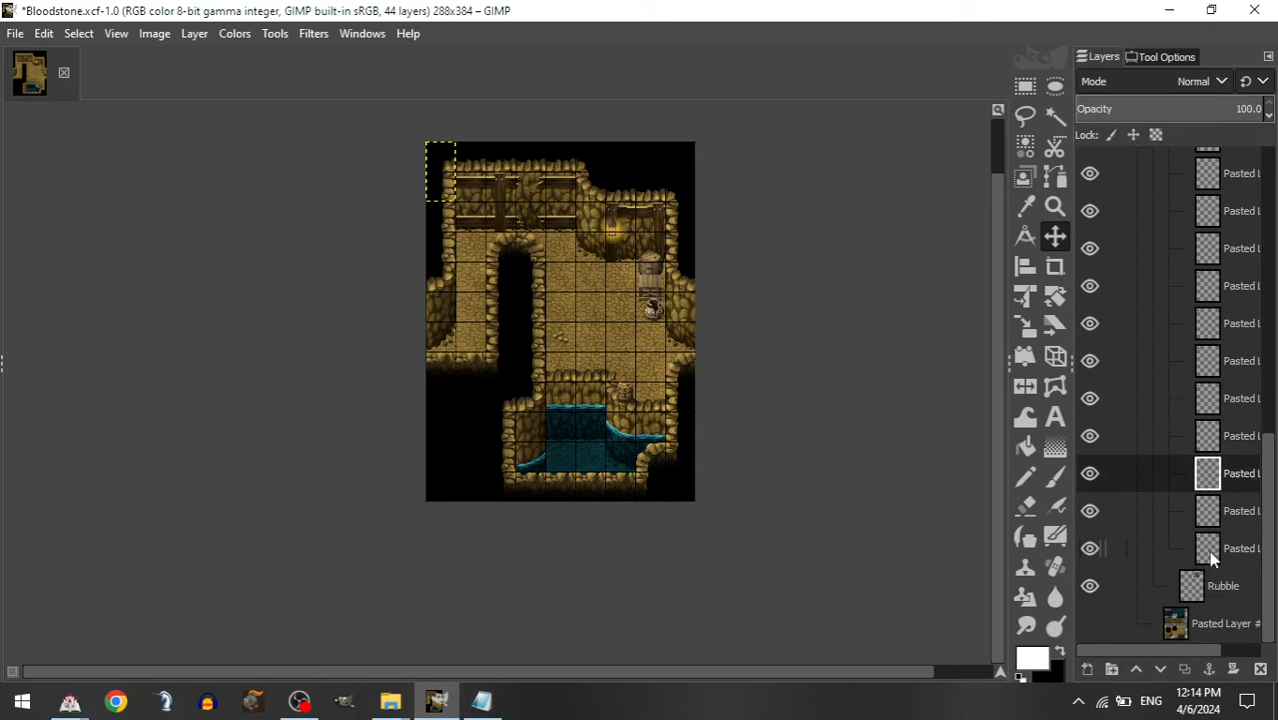 *Bloodstone.xcf-1.0 (RGB color 8-bit gamma integer, GIMP built-in sRGB, 44 layers) 288x384 – GIMP
File Edit Select View Image Layer Colors Tools Filters Windows Help
Layers Tool Options
Mode Normal
Opacity 100.0
Lock:
Pasted L
Pasted L
Pasted L
Pasted L
Pasted L
Pasted L
Pasted L
Pasted L
Pasted L
Pasted L
Pasted L
Rubble
Pasted Layer #
ENG
12:14 PM
4/6/2024